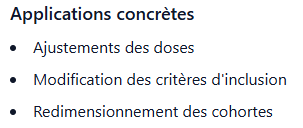 Applications concrètes
• Ajustements des doses
• Modification des critères d'inclusion
• Redimensionnement des cohortes